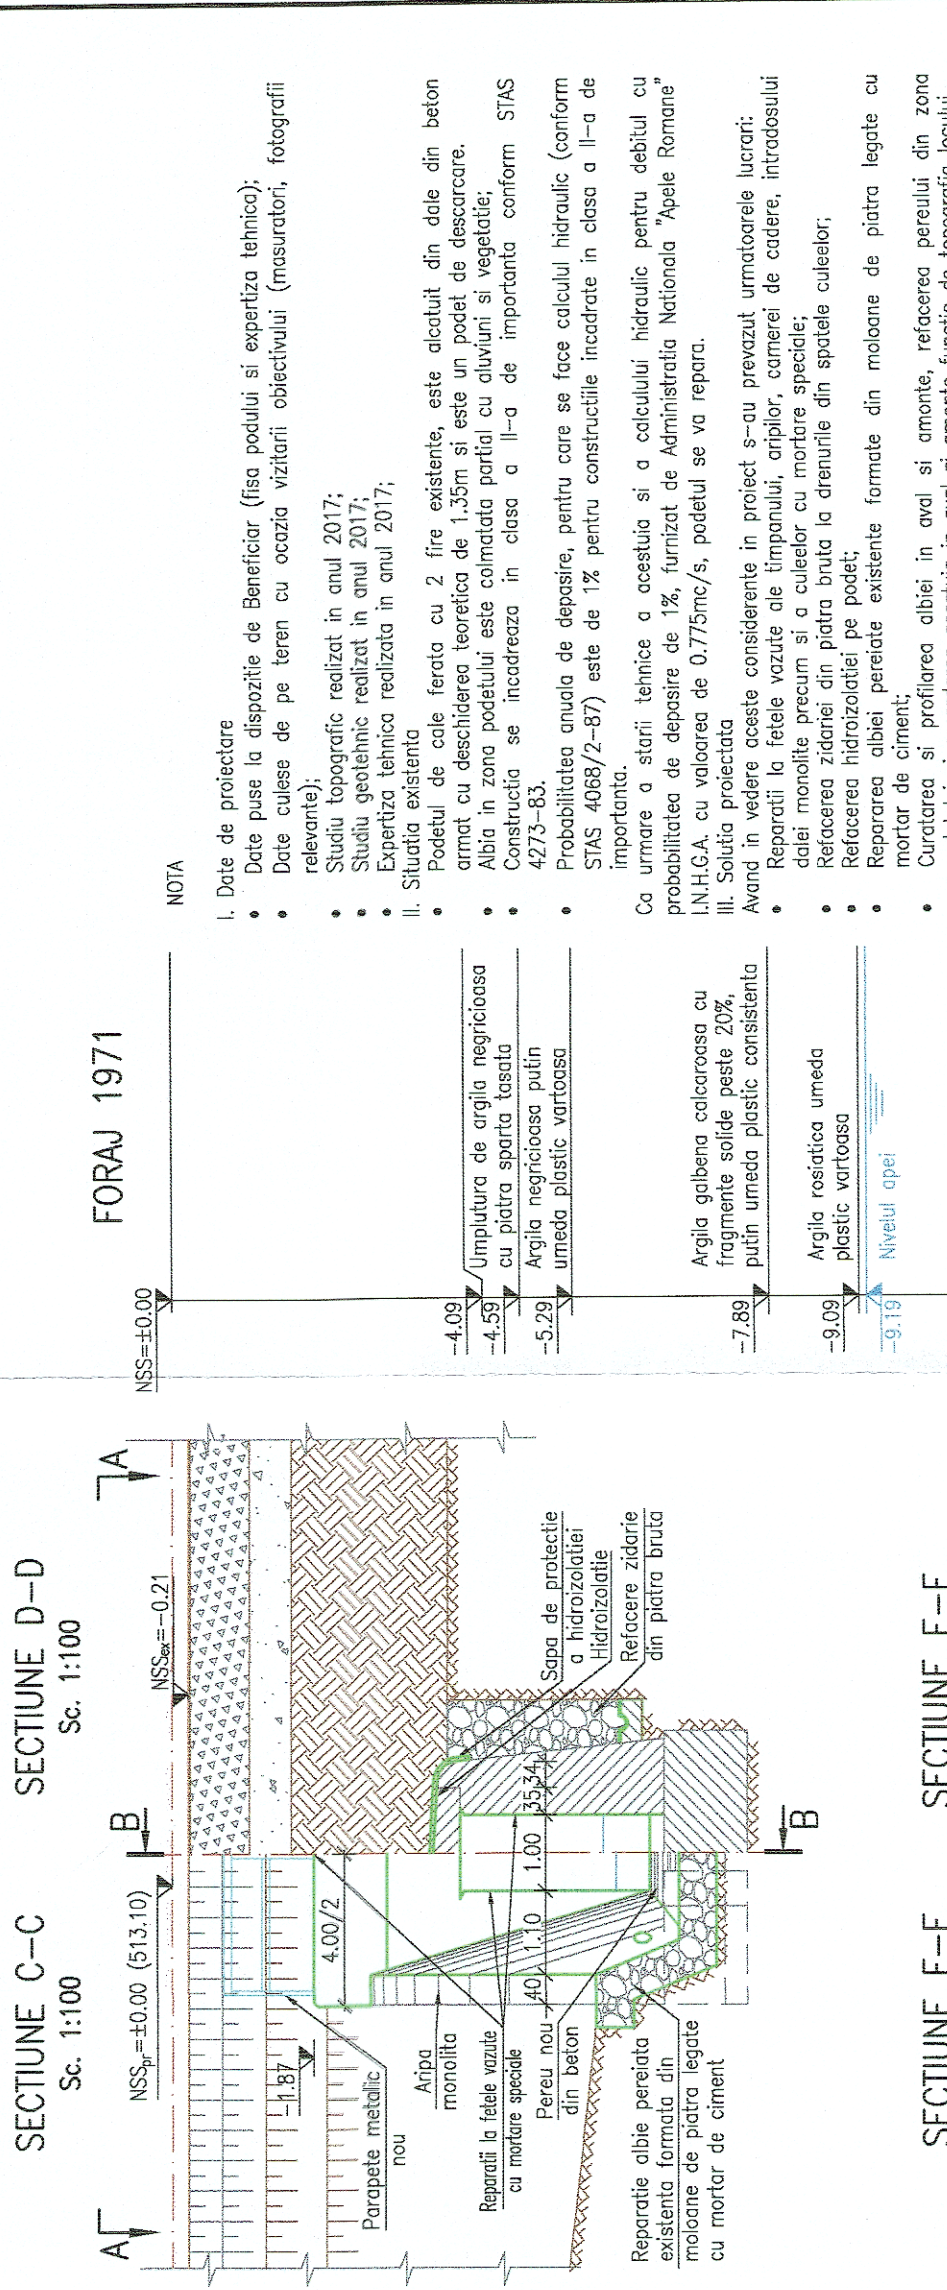 SECTIUNE C-C
Sc. 1:100
SECTIUNE D-D
Sc. 1:100
A
B
A
NSSpr=±0.00 (513.10)
NSSex=-0.21
-1.87
4.00/2
Parapete metalic
nou
Aripa
monolita
Reparatii la fetele vazute
cu mortare speciale
40
1.10
1.00
35
34
Pereu nou
din beton
Reparatie albie pereiata
existenta formata din
moloane de piatra legate
cu mortar de ciment
Sapa de protectie
a hidroizolatiei
Hidroizolatie
Refacere zidarie
din piatra bruta
B
SECTIUNE E-E
SECTIUNE F-F
FORAJ 1971
NSS=±0.00
-4.09
Umplutura de argila negricioasa
cu piatra sparta tasata
-4.59
Argila negricioasa putin
umeda plastic vartoasa
-5.29
Argila galbena calcaroasa cu
fragmente solide peste 20%,
putin umeda plastic consistenta
-7.89
Argila rosiatica umeda
plastic vartoasa
-9.09
Nivelul apei
-9.19
NOTA
I. Date de proiectare
• Date puse la dispozitie de Beneficiar (fisa podului si expertiza tehnica);
• Date culese de pe teren cu ocazia vizitarii obiectivului (masuratori, fotografii
relevante);
• Studiu topografic realizat in anul 2017;
• Studiu geotehnic realizat in anul 2017;
• Expertiza tehnica realizata in anul 2017;
II. Situatia existenta
• Podetul de cale ferata cu 2 fire existente, este alcatuit din dale din beton
armat cu deschiderea teoretica de 1.35m si este un podet de descarcare.
• Albia in zona podetului este colmatata partial cu aluviuni si vegetatie;
• Constructia se incadreaza in clasa a II-a de importanta conform STAS
4273-83.
• Probabilitatea anuala de depasire, pentru care se face calculul hidraulic (conform
STAS 4068/2-87) este de 1% pentru constructiile incadrate in clasa a II-a de
importanta.
Ca urmare a starii tehnice a acestuia si a calculului hidraulic pentru debitul cu
probabilitatea de depasire de 1%, furnizat de Administratia Nationala "Apele Romane"
I.N.H.G.A. cu valoarea de 0.775mc/s, podetul se va repara.
III. Solutia proiectata
Avand in vedere aceste considerente in proiect s-au prevazut urmatoarele lucrari:
• Reparatii la fetele vazute ale timpanului, aripilor, camerei de cadere, intradosului
dalei monolite precum si a culeelor cu mortare speciale;
• Refacerea zidariei din piatra bruta la drenurile din spatele culeelor;
• Refacerea hidroizolatiei pe podet;
• Repararea albiei pereiate existente formate din moloane de piatra legate cu
mortar de ciment;
• Curatarea si profilarea albiei in aval si amonte, refacerea pereului din zona